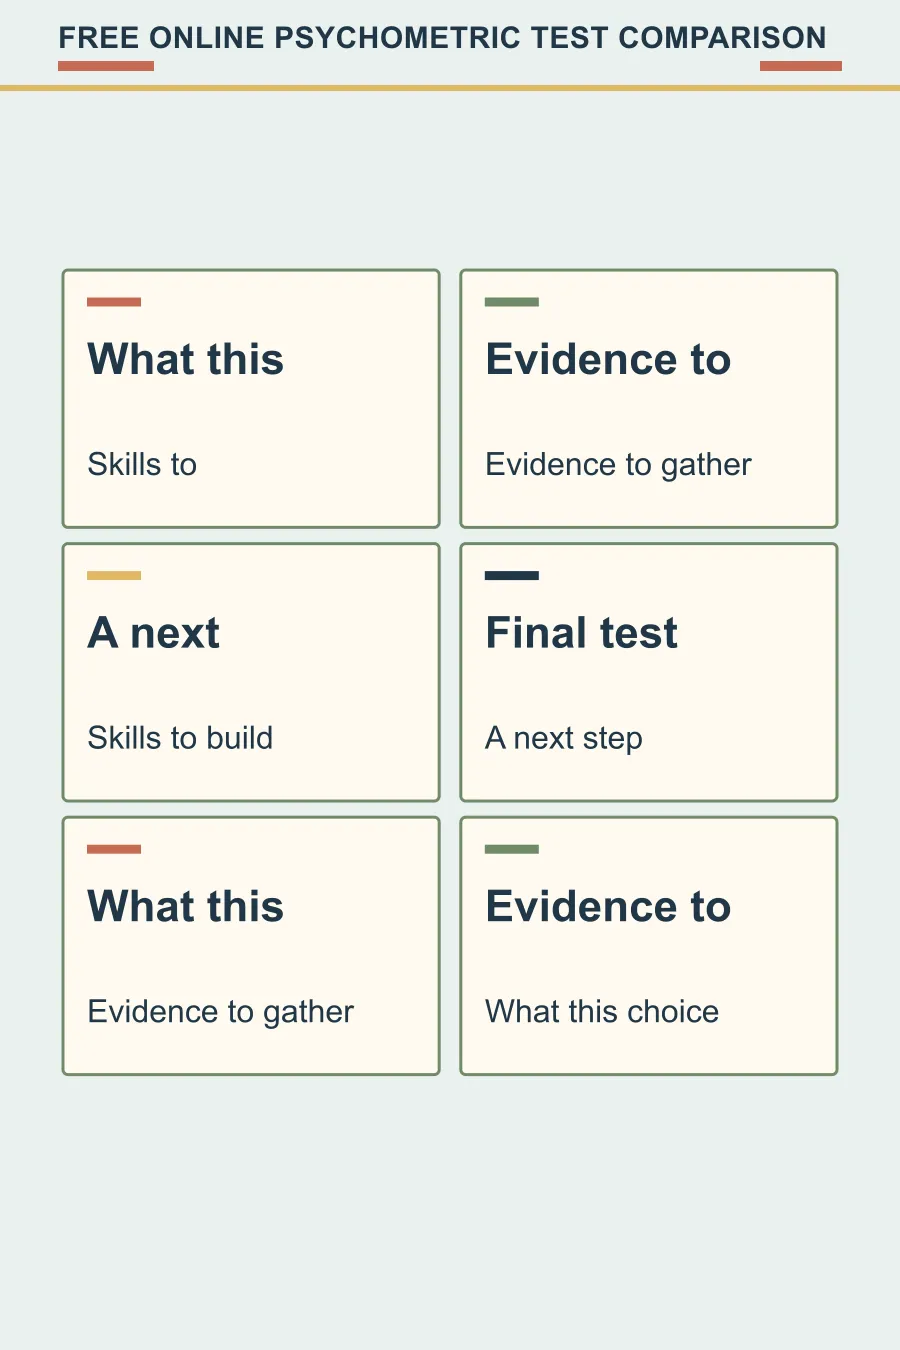 FREE ONLINE PSYCHOMETRIC TEST COMPARISON
What this
Skills to
Evidence to
Evidence to gather
A next
Skills to build
Final test
A next step
What this
Evidence to gather
Evidence to
What this choice